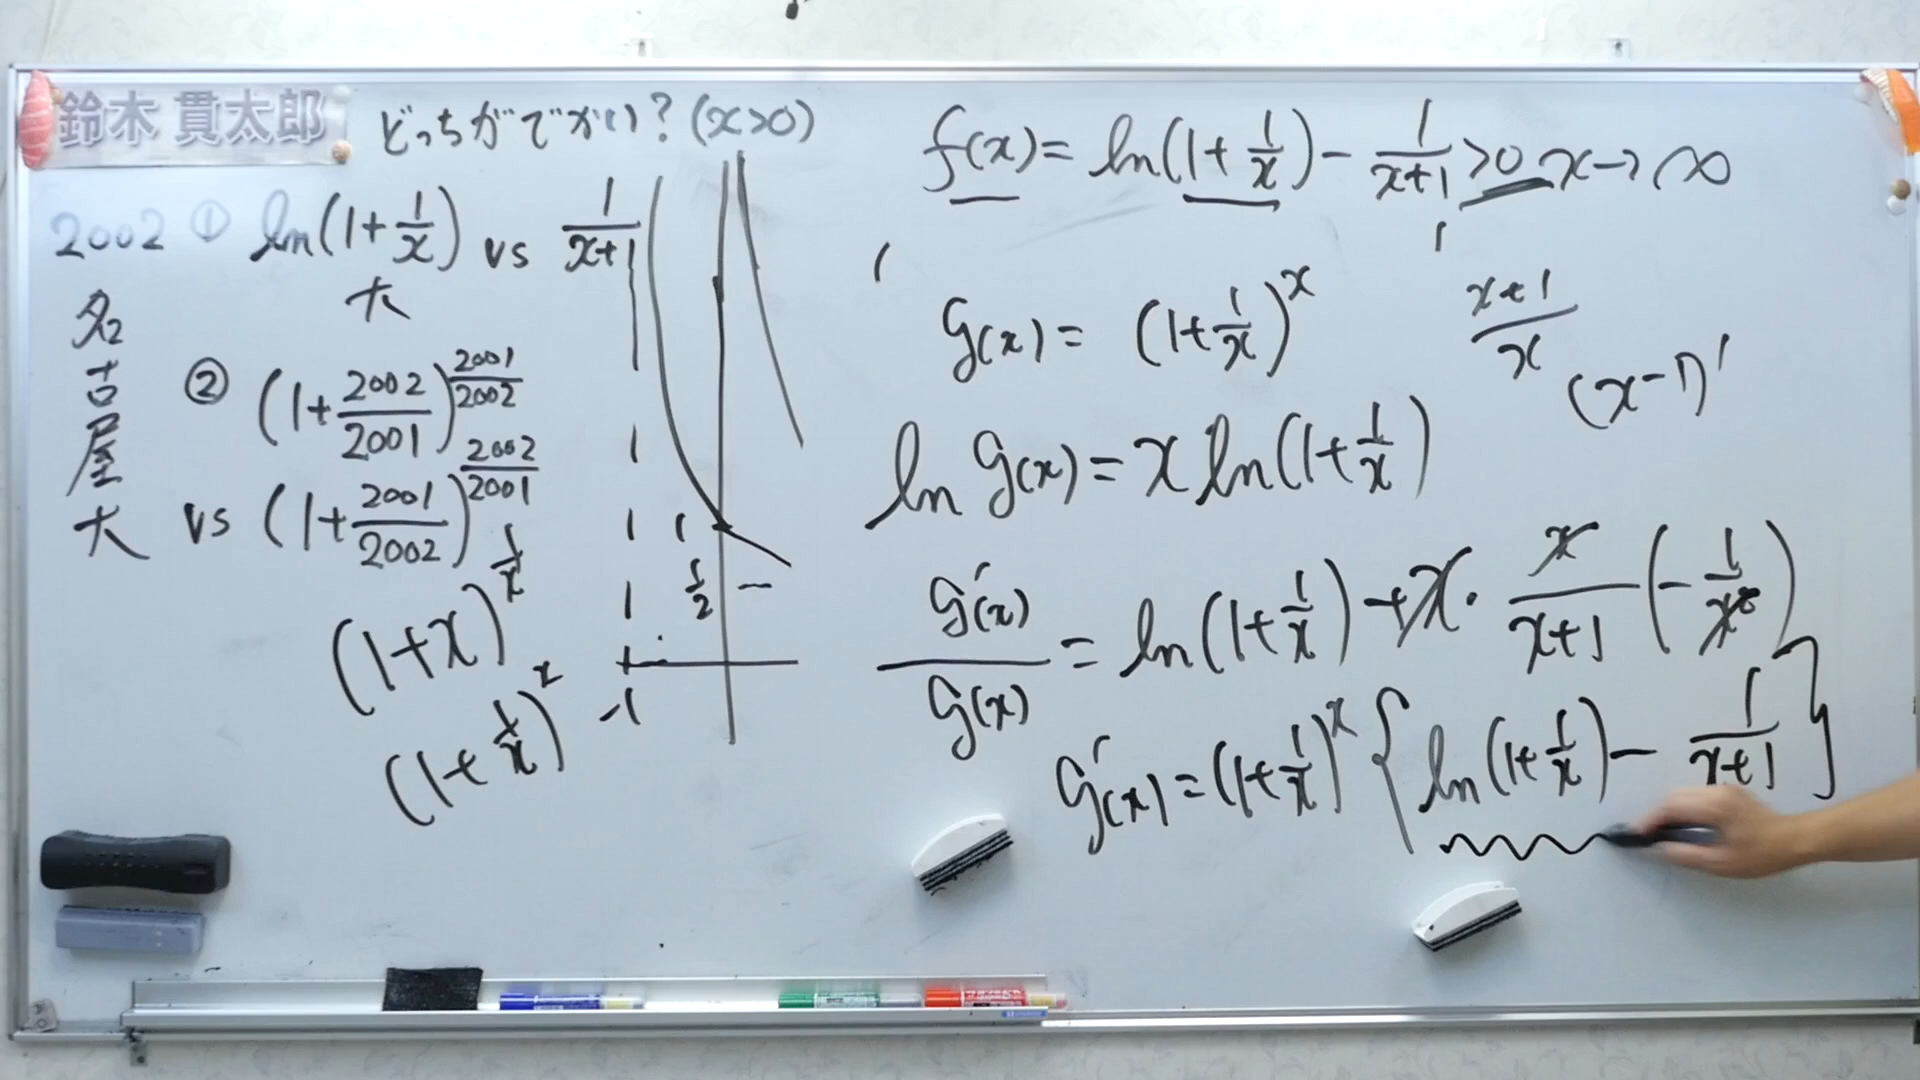 鈴木 貫太郎
どっちがでかい? (x>0)
2002 名古屋大
① ln(1+1/x) vs 1/(x+1)
大
② (1+2002/2001)^(2001/2002)
vs (1+2001/2002)^(2002/2001)
(1+x)^(1/x)
(1+1/x)^x
1
1/2
-1
f(x)= ln(1+1/x) - 1/(x+1) >0 x→∞
g(x)= (1+1/x)^x
(x+1)/x
(x^-1)'
ln g(x)= x ln(1+1/x)
g'(x)/g(x) = ln(1+1/x)+x・x/(x+1)(-1/x²)
g'(x)=(1+1/x)^x{ln(1+1/x)-1/(x+1)}